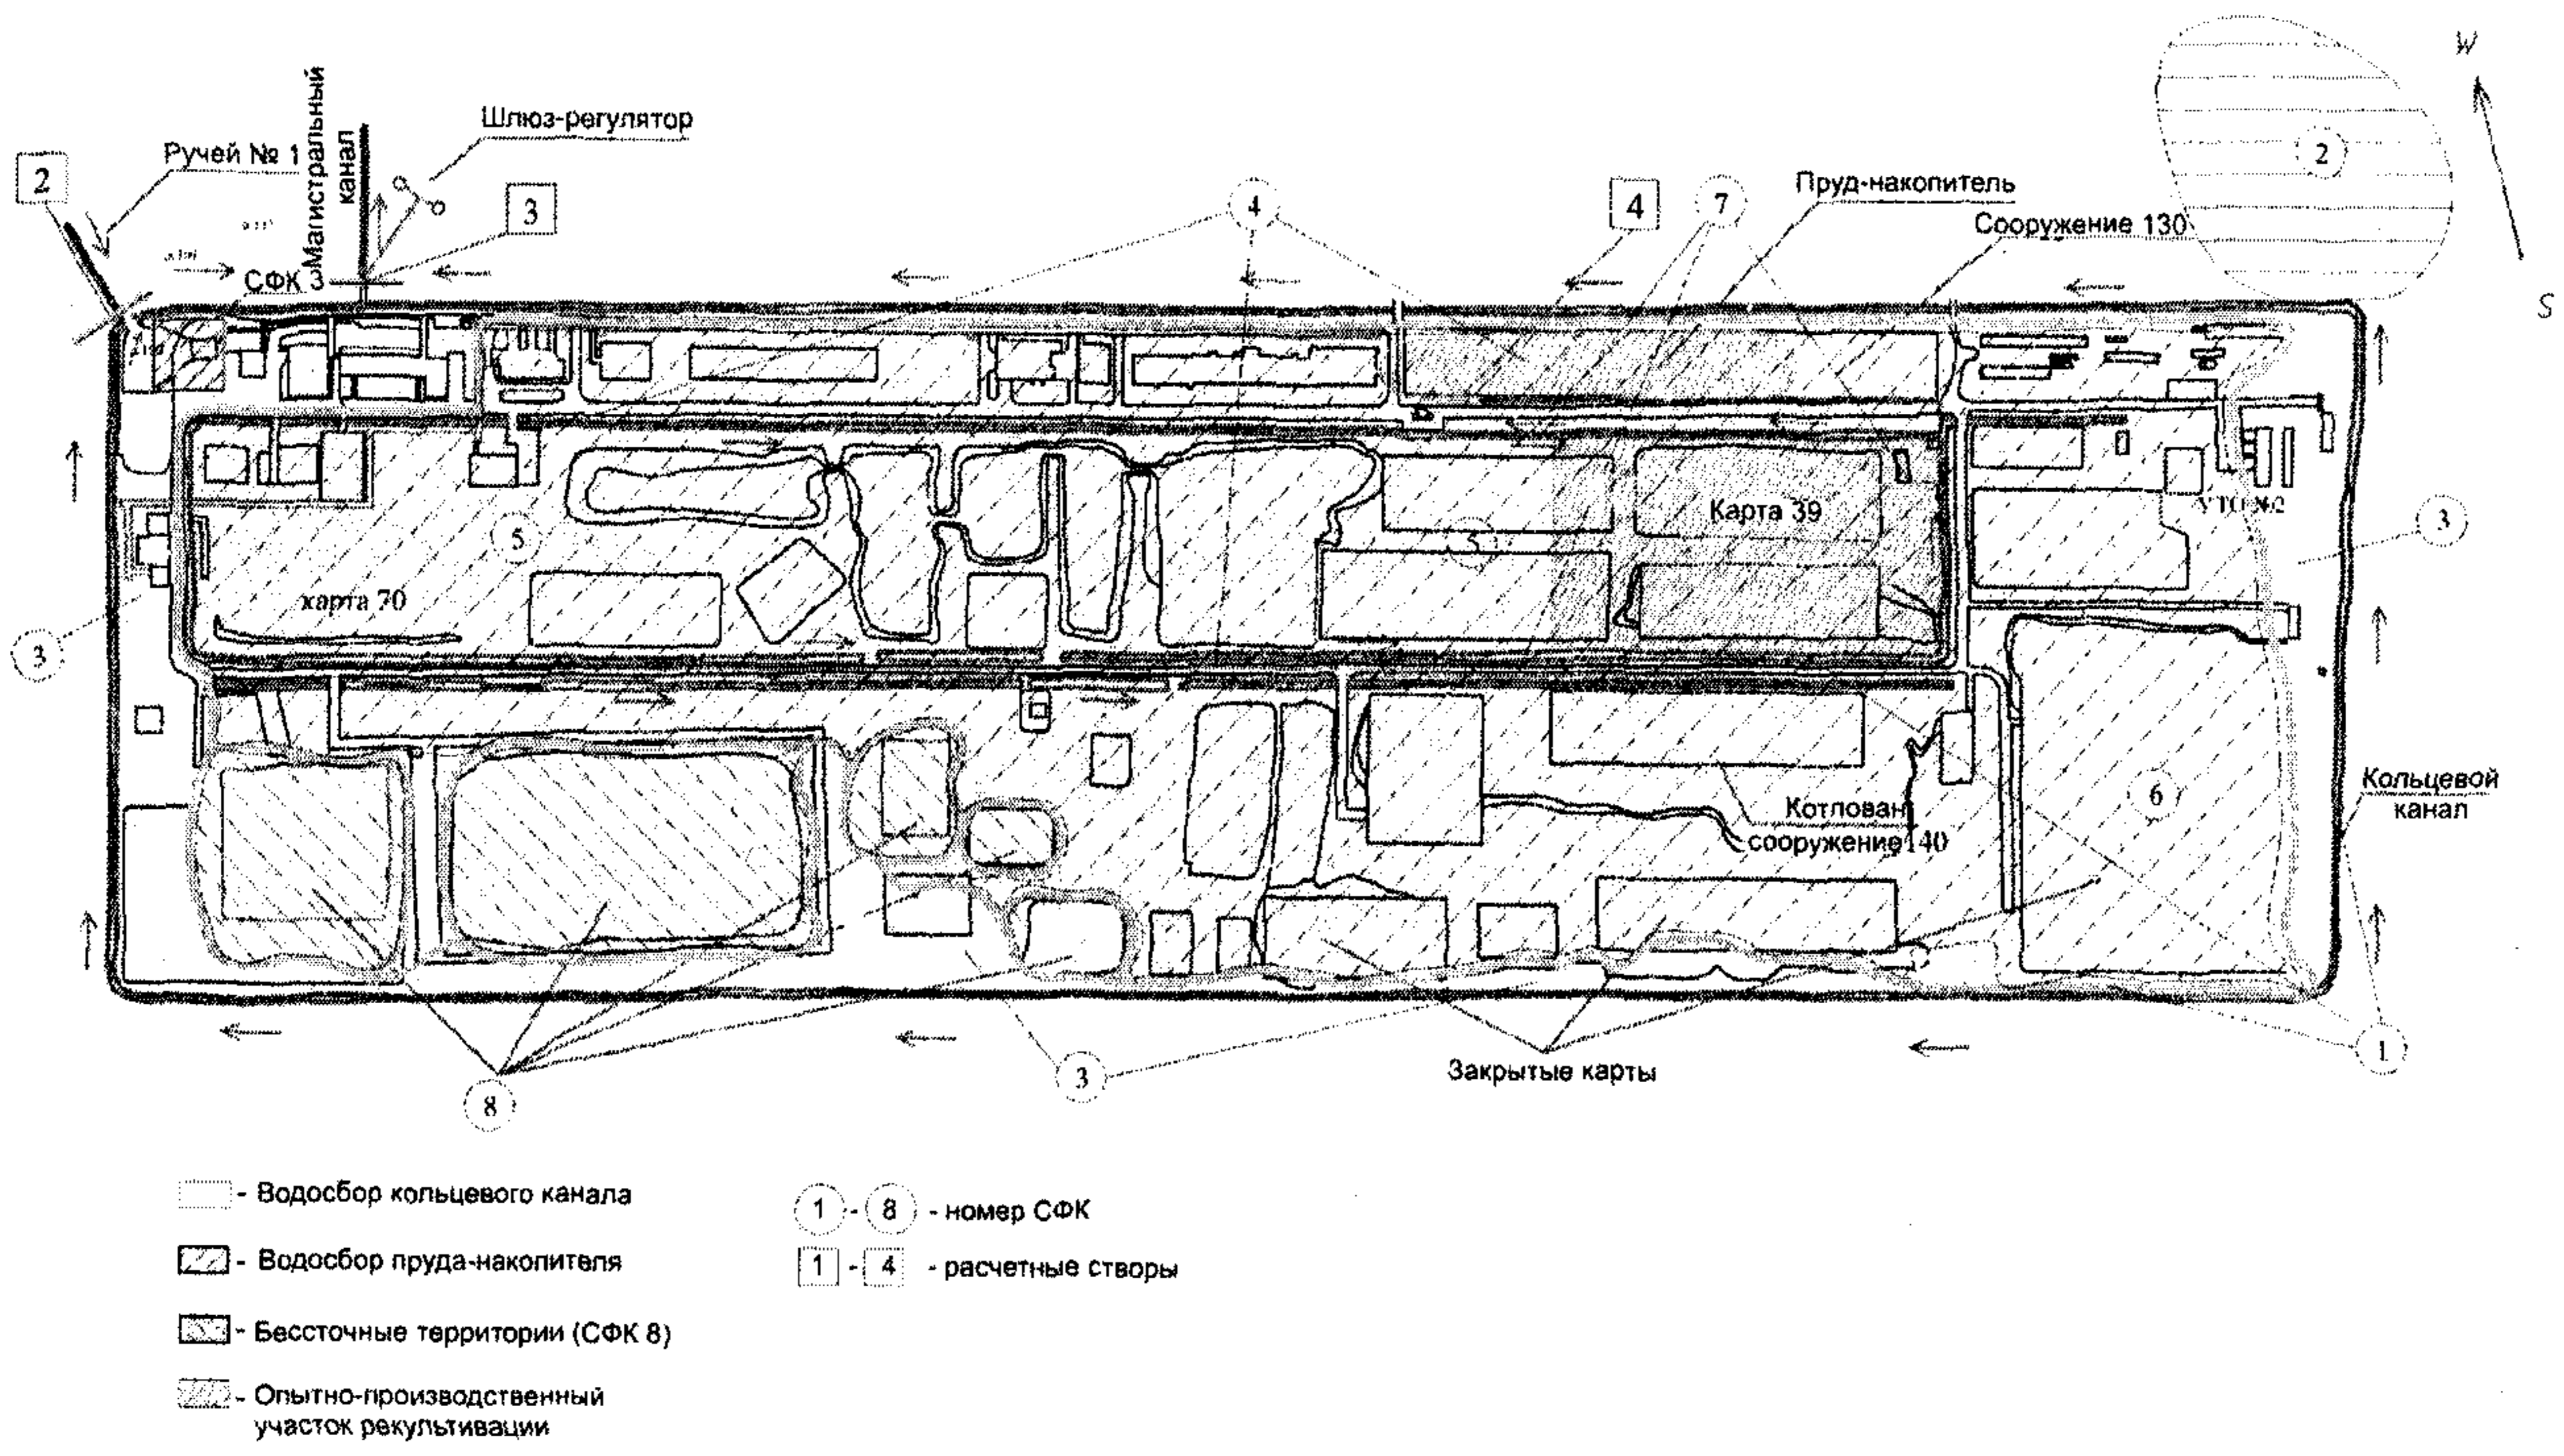 W
S
Шлюз-регулятор
Магистральный
канал
Ручей № 1
2
3
4
4
7
Пруд-накопитель
Сооружение 130
2
СФК 3
Карта 39
УТО №2
3
5
5
карта 70
3
6
Кольцевой
канал
Котлован
сооружение 140
1
3
8
Закрытые карты
- Водосбор кольцевого канала
- Водосбор пруда-накопителя
- Бессточные территории (СФК 8)
- Опытно-производственный
участок рекультивации
1 - 8 - номер СФК
1 - 4 - расчетные створы